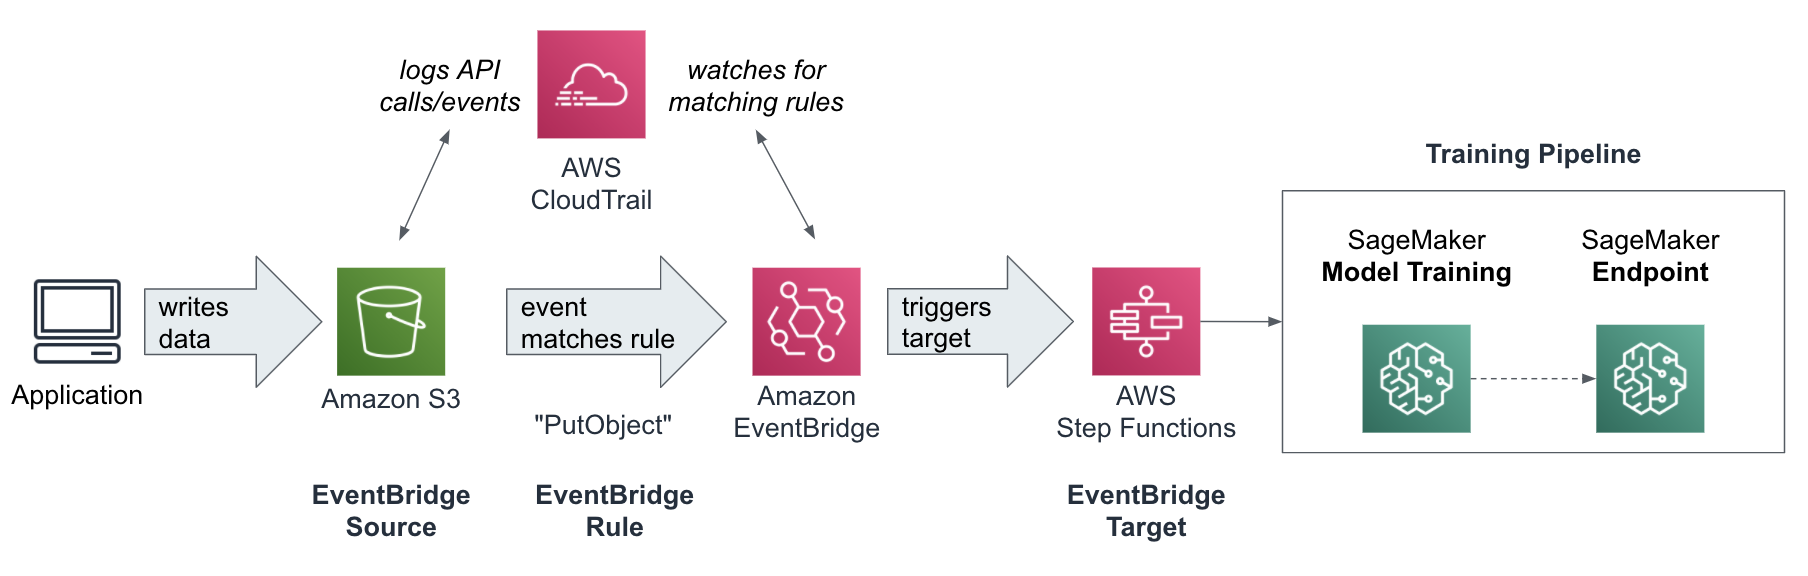 logs API
calls/events
watches for
matching rules
AWS
CloudTrail
Training Pipeline
SageMaker
Model Training
SageMaker
Endpoint
writes
data
event
matches rule
triggers
target
Application
Amazon S3
"PutObject"
Amazon
EventBridge
AWS
Step Functions
EventBridge
Source
EventBridge
Rule
EventBridge
Target